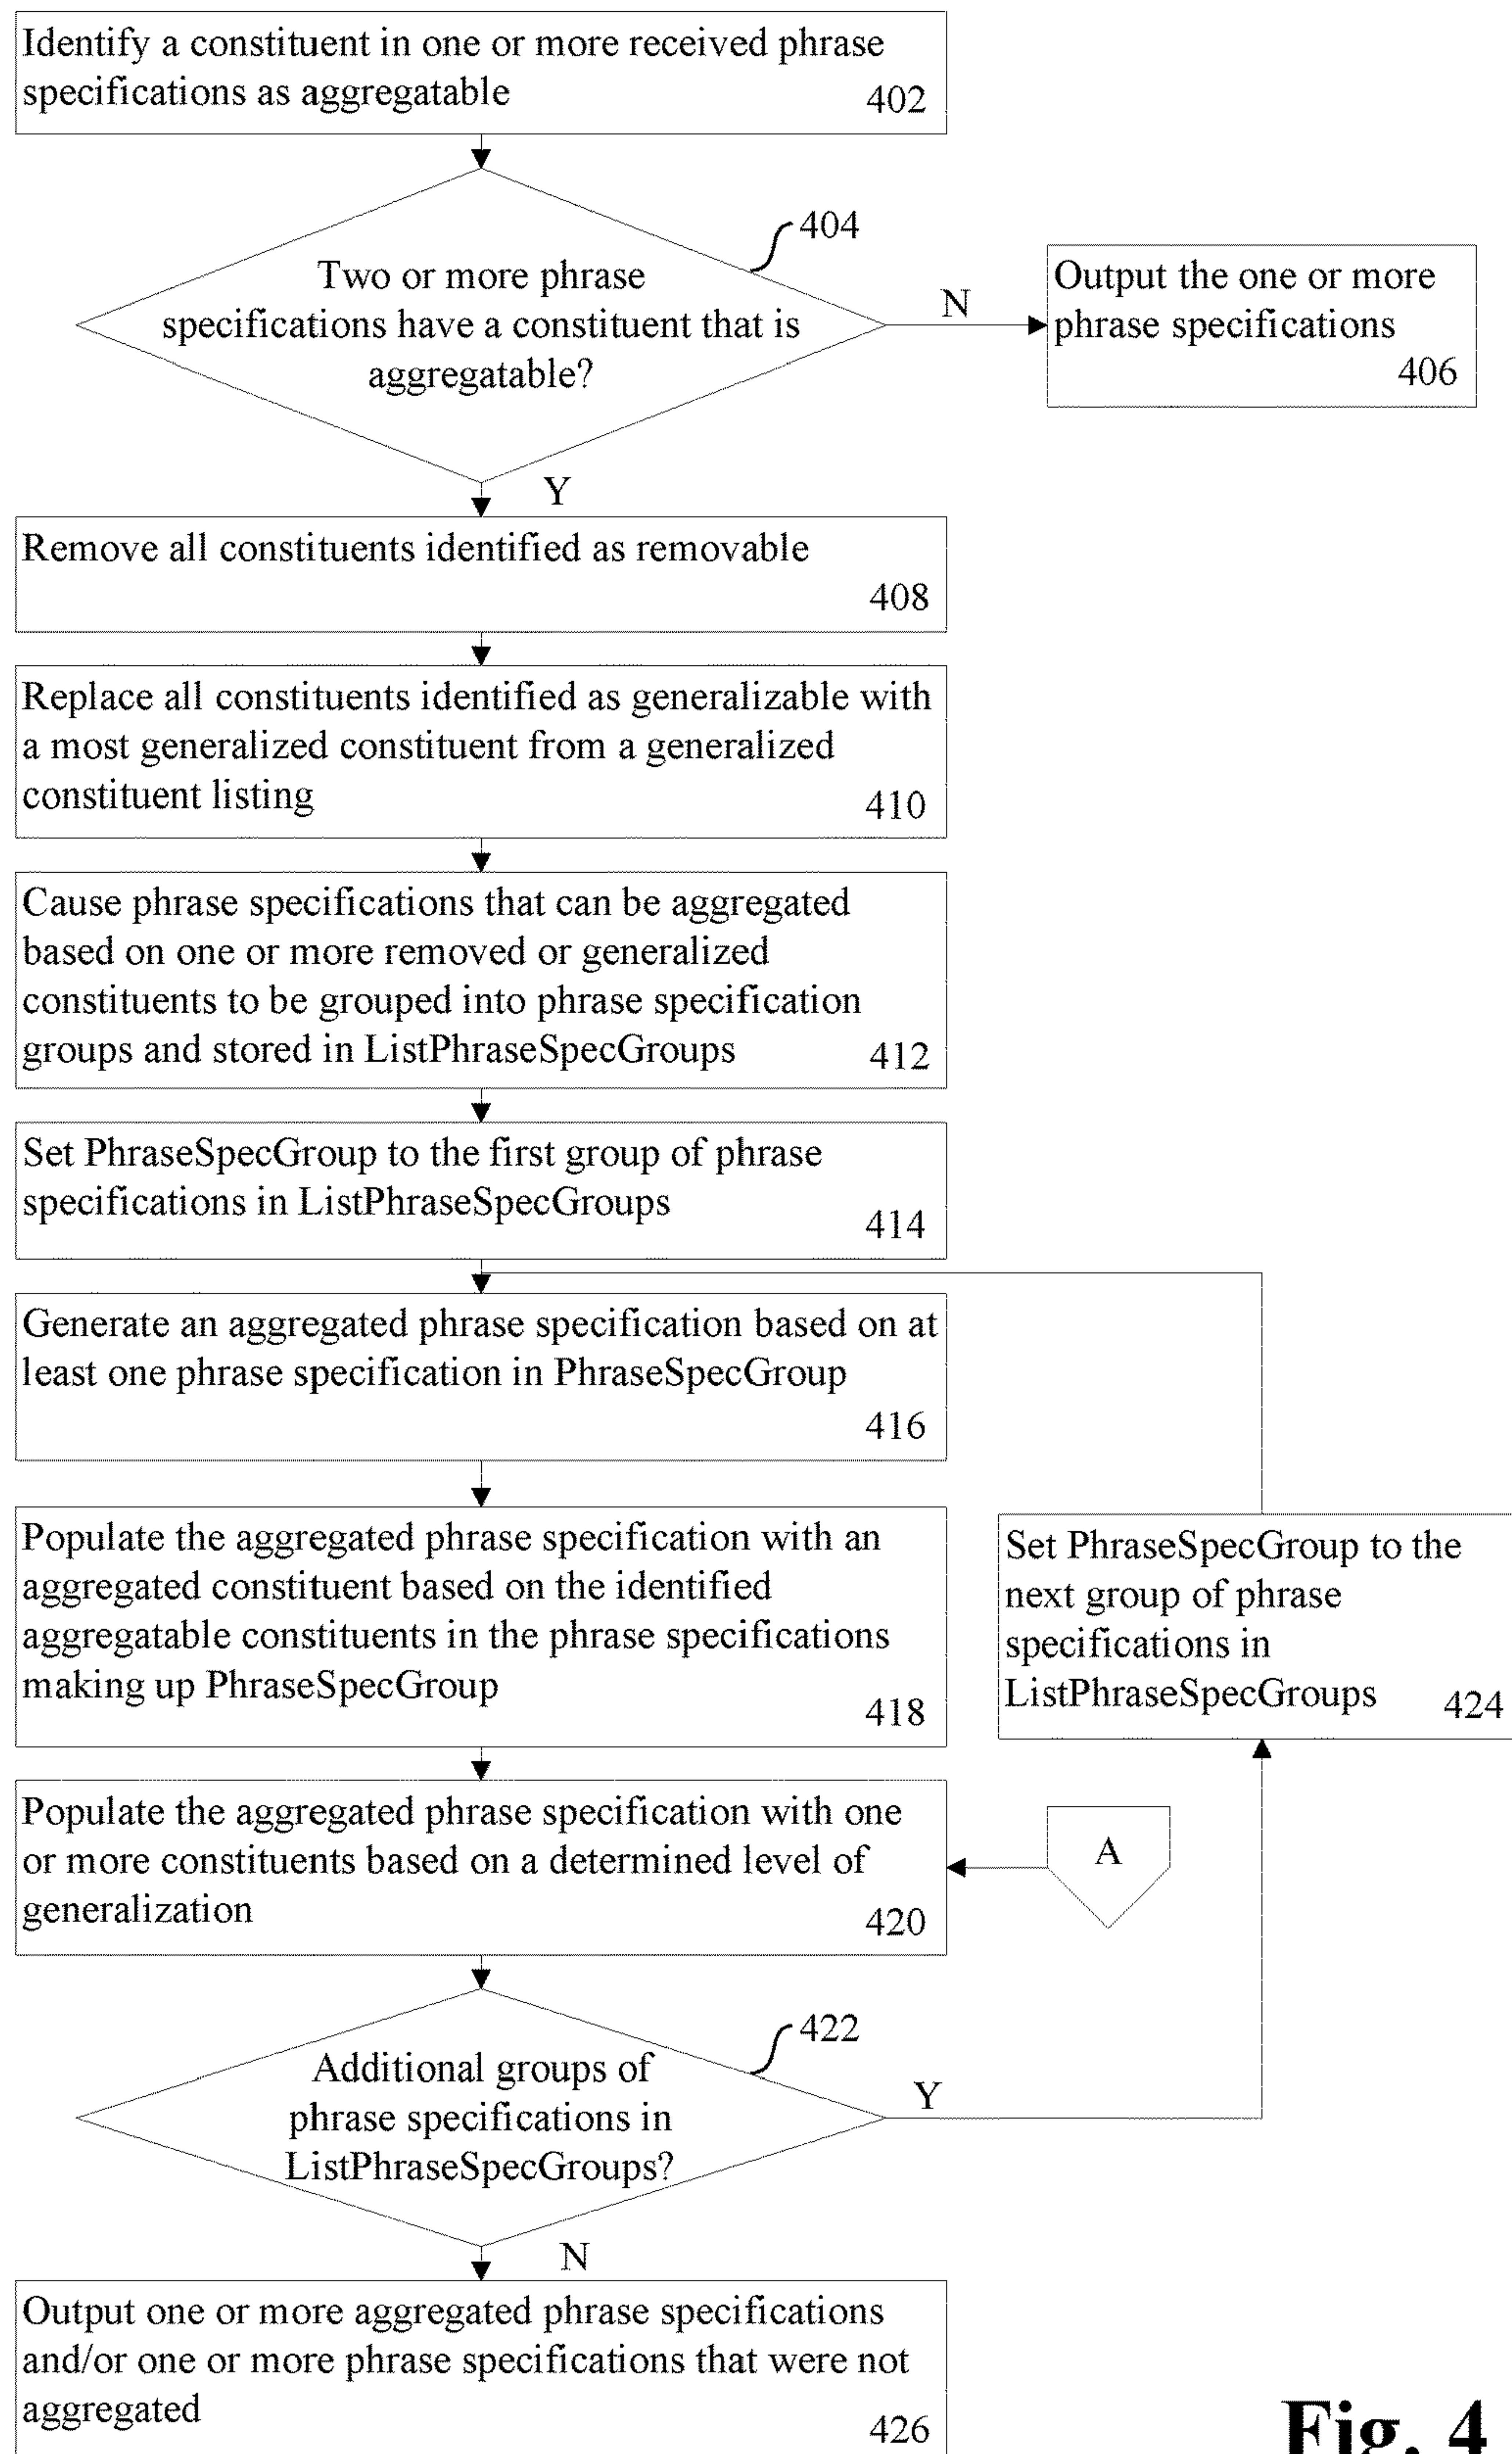 Identify a constituent in one or more received phrase
specifications as aggregatable
402
404
Two or more phrase
specifications have a constituent that is
aggregatable?
N
Output the one or more
phrase specifications
406
Y
Remove all constituents identified as removable
408
Replace all constituents identified as generalizable with
a most generalized constituent from a generalized
constituent listing
410
Cause phrase specifications that can be aggregated
based on one or more removed or generalized
constituents to be grouped into phrase specification
groups and stored in ListPhraseSpecGroups
412
Set PhraseSpecGroup to the first group of phrase
specifications in ListPhraseSpecGroups
414
Generate an aggregated phrase specification based on at
least one phrase specification in PhraseSpecGroup
416
Populate the aggregated phrase specification with an
aggregated constituent based on the identified
aggregatable constituents in the phrase specifications
making up PhraseSpecGroup
418
Set PhraseSpecGroup to the
next group of phrase
specifications in
ListPhraseSpecGroups
424
Populate the aggregated phrase specification with one
or more constituents based on a determined level of
generalization
420
A
422
Additional groups of
phrase specifications in
ListPhraseSpecGroups?
Y
N
Output one or more aggregated phrase specifications
and/or one or more phrase specifications that were not
aggregated
426
Fig. 4